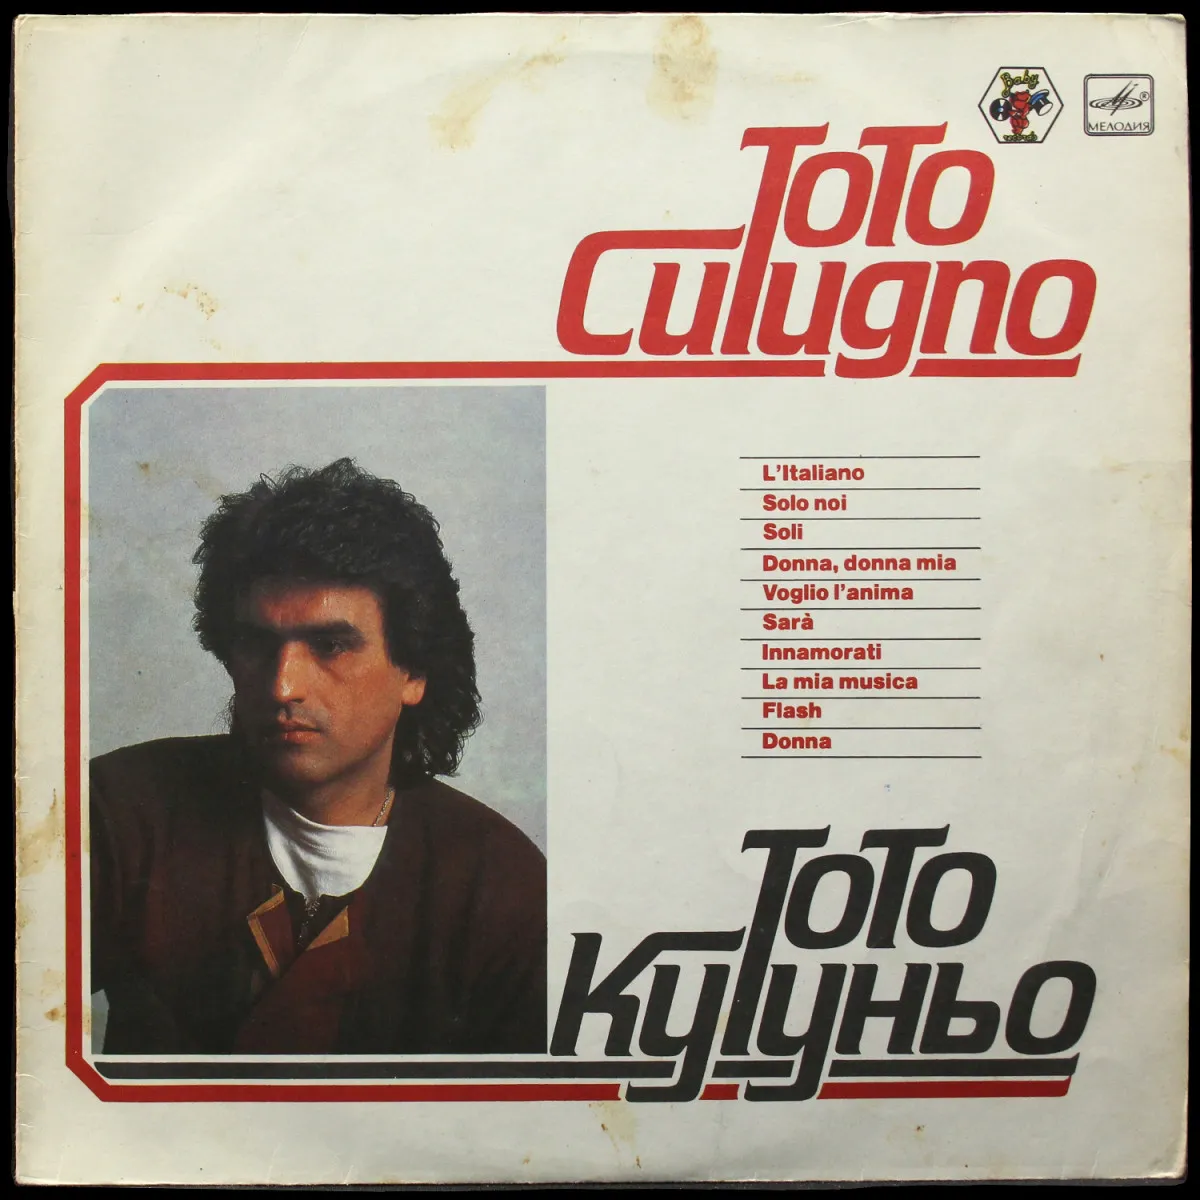 Baby
records
МЕЛОДИЯ
®
Toto
Cutugno
L'Italiano
Solo noi
Soli
Donna, donna mia
Voglio l'anima
Sarà
Innamorati
La mia musica
Flash
Donna
Тото
Кутуньо